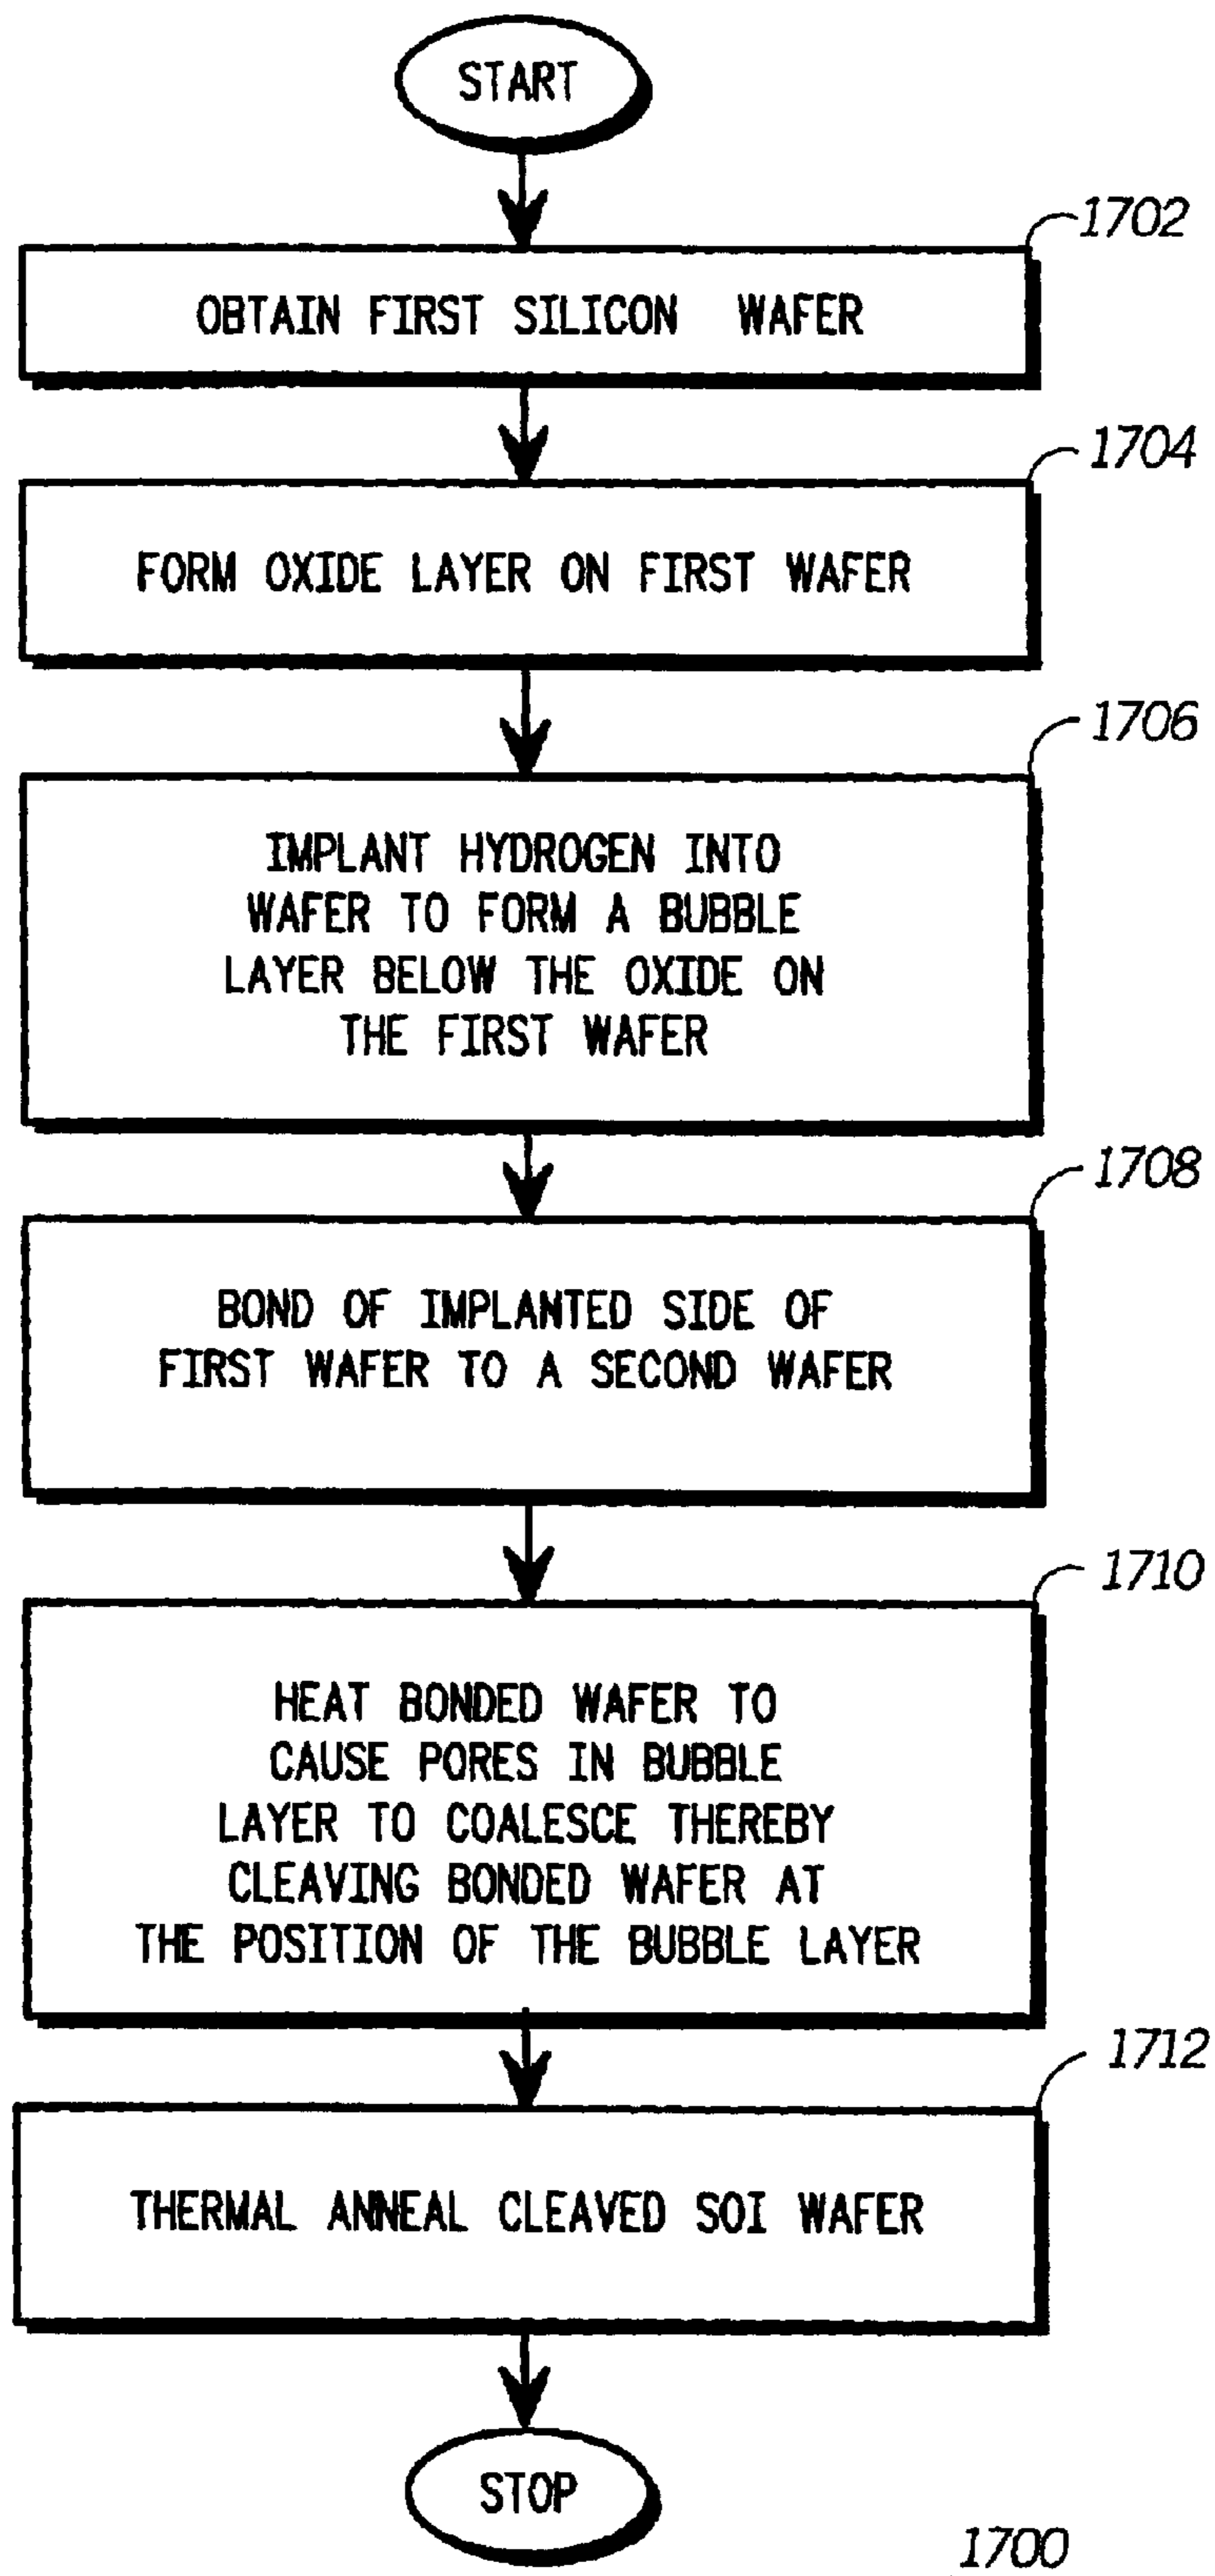 START
1702
OBTAIN FIRST SILICON WAFER
1704
FORM OXIDE LAYER ON FIRST WAFER
1706
IMPLANT HYDROGEN INTO
WAFER TO FORM A BUBBLE
LAYER BELOW THE OXIDE ON
THE FIRST WAFER
1708
BOND OF IMPLANTED SIDE OF
FIRST WAFER TO A SECOND WAFER
1710
HEAT BONDED WAFER TO
CAUSE PORES IN BUBBLE
LAYER TO COALESCE THEREBY
CLEAVING BONDED WAFER AT
THE POSITION OF THE BUBBLE LAYER
1712
THERMAL ANNEAL CLEAVED SOI WAFER
STOP
1700